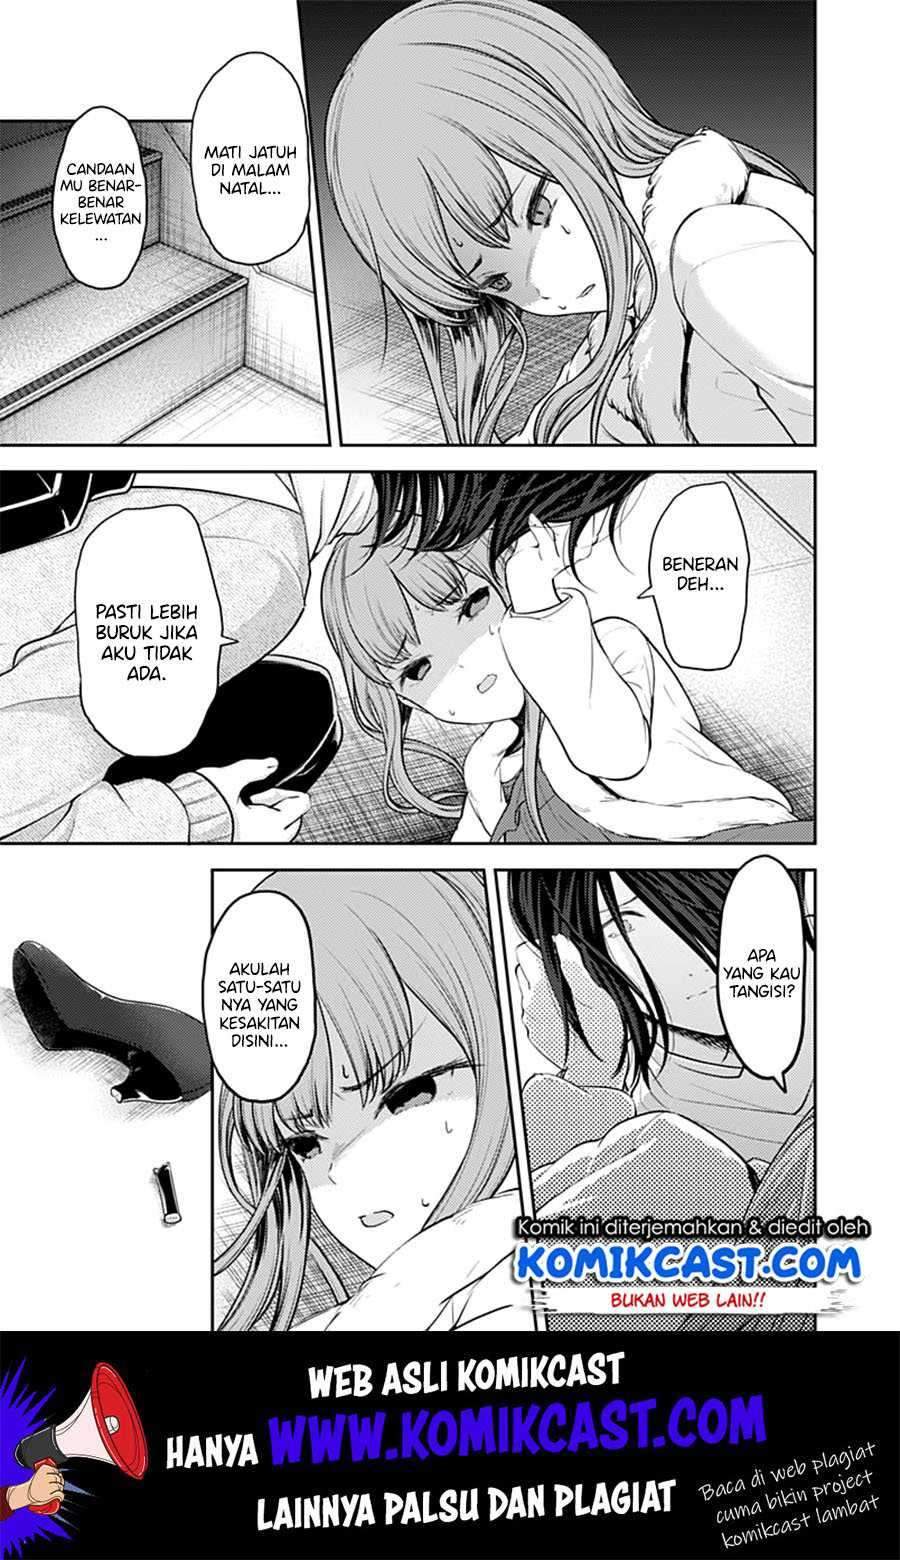 MATI JATUH
DI MALAM
NATAL...
CANDAAN
MU BENAR-
BENAR
KELEWATAN
...
BENERAN
DEH...
PASTI LEBIH
BURUK JIKA
AKU TIDAK
ADA.
APA
YANG KAU
TANGISI?
AKULAH
SATU-SATU
NYA YANG
KESAKITAN
DISINI...
Komik ini diterjemahkan & diedit oleh
KOMIKCAST.COM
BUKAN WEB LAIN!!
WEB ASLI KOMIKCAST
HANYA WWW.KOMIKCAST.COM
LAINNYA PALSU DAN PLAGIAT
Baca di web plagiat
cuma bikin project
komikcast lambat